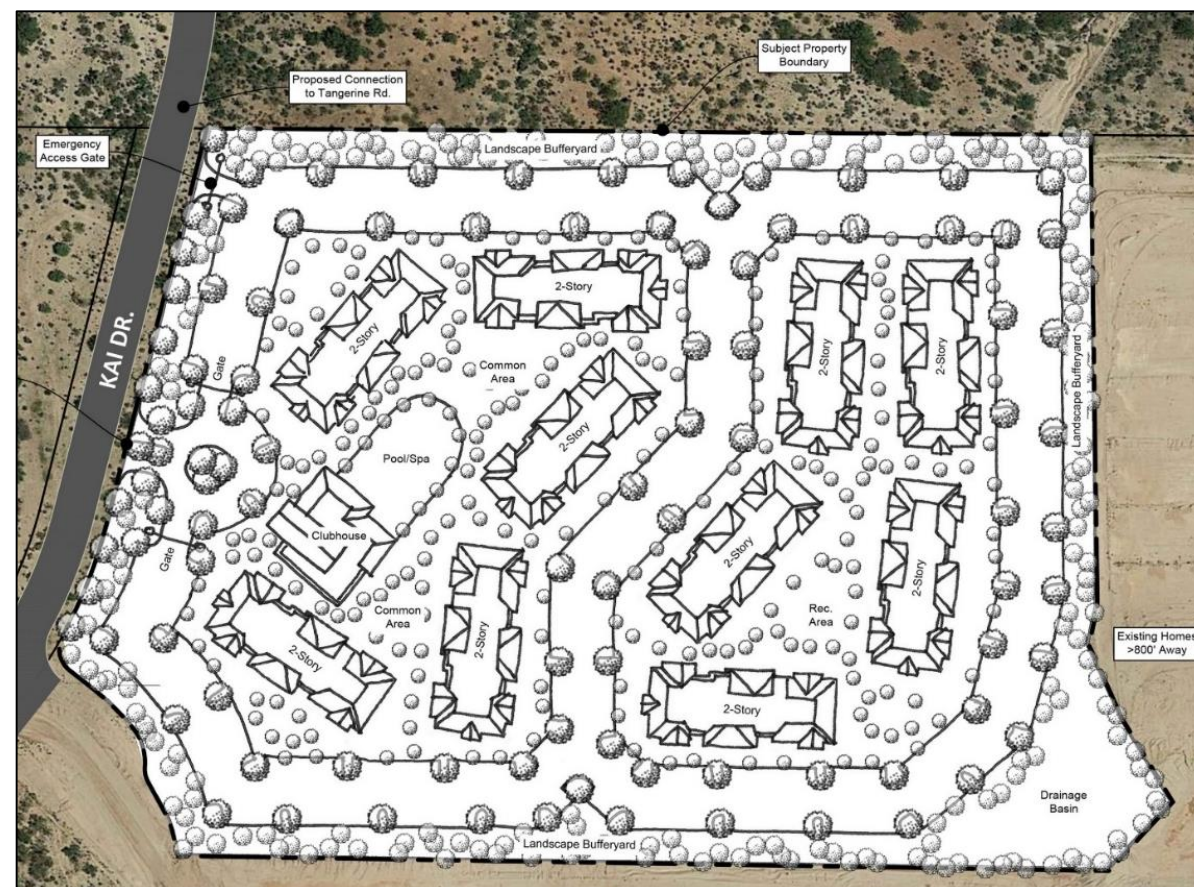 Subject Property
Boundary
Proposed Connection
to Tangerine Rd.
Emergency
Access Gate
Landscape Bufferyard
KAI DR.
Gate
2-Story
2-Story
2-Story
2-Story
Common
Area
2-Story
Landscape Bufferyard
Pool/Spa
Clubhouse
Gate
2-Story
2-Story
Common
Area
Rec.
Area
2-Story
2-Story
Existing Homes
>800' Away
2-Story
Drainage
Basin
Landscape Bufferyard